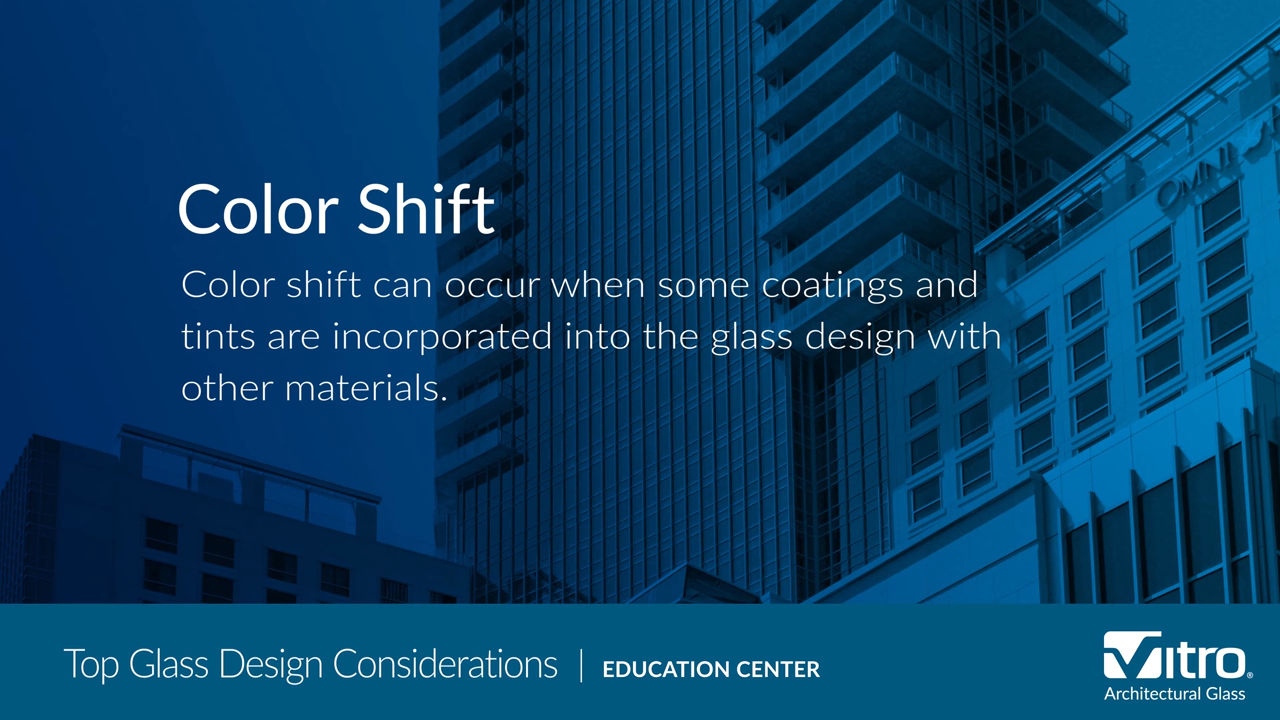 OMNI
Color Shift
Color shift can occur when some coatings and
tints are incorporated into the glass design with
other materials.
Top Glass Design Considerations | EDUCATION CENTER
Vitro®
Architectural Glass